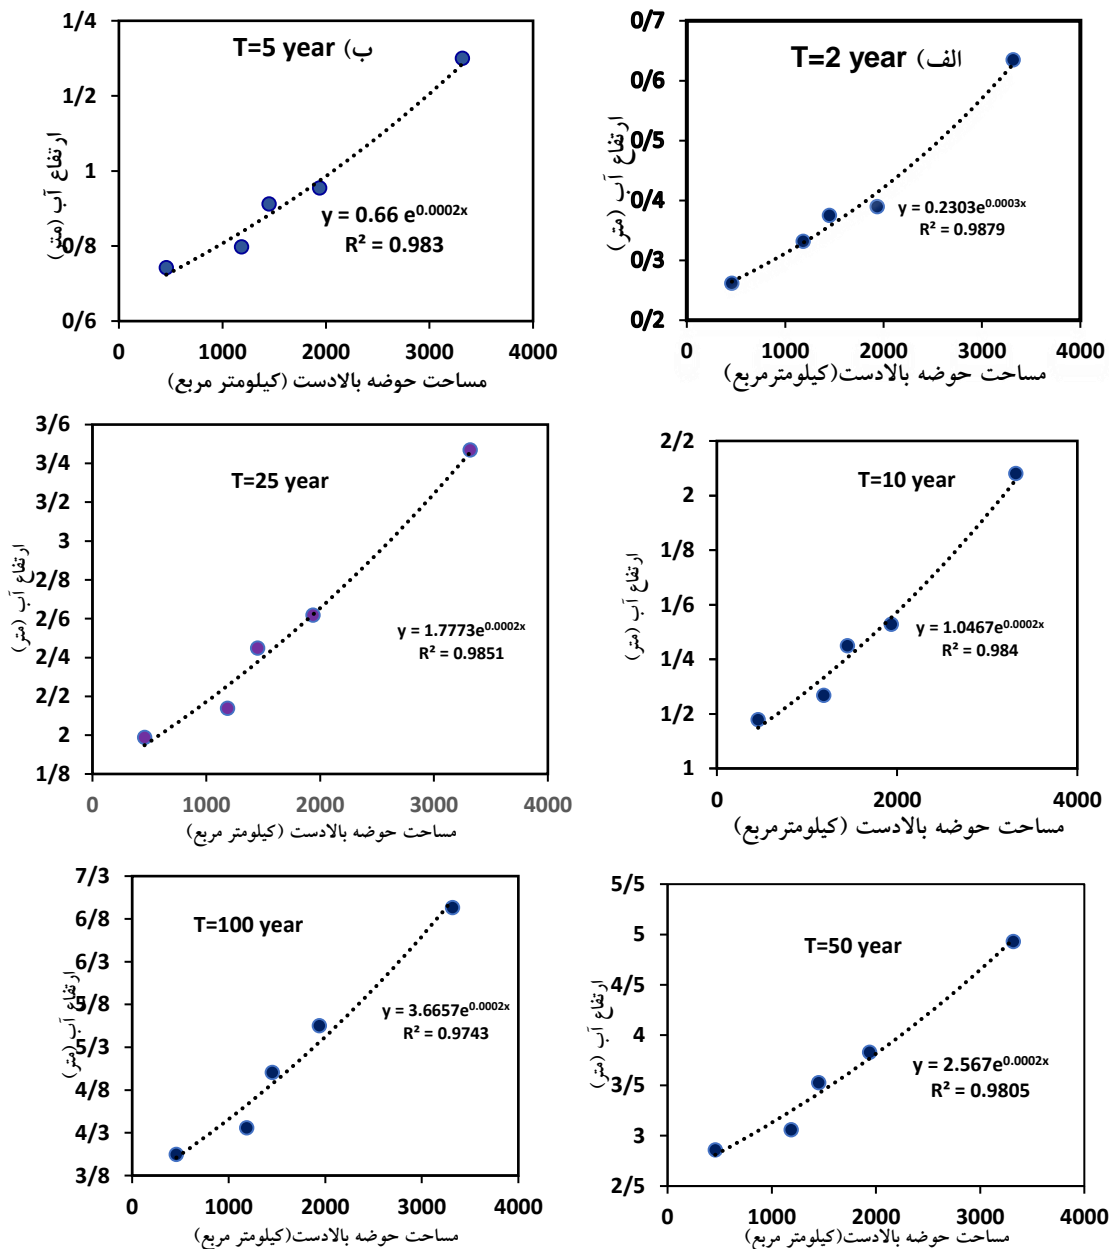 الف) T=2 year
0/7
0/6
0/5
0/4
0/3
0/2
ارتفاع آب (متر)
y = 0.2303e^0.0003x
R² = 0.9879
0 1000 2000 3000 4000
مساحت حوضه بالادست(کیلومترمربع)
ب) T=5 year
1/4
1/2
1
0/8
0/6
ارتفاع آب (متر)
y = 0.66 e^0.0002x
R² = 0.983
0 1000 2000 3000 4000
مساحت حوضه بالادست (کیلومتر مربع)
T=10 year
2/2
2
1/8
1/6
1/4
1/2
1
ارتفاع آب (متر)
y = 1.0467e^0.0002x
R² = 0.984
0 1000 2000 3000 4000
مساحت حوضه بالادست (کیلومترمربع)
T=25 year
3/6
3/4
3/2
3
2/8
2/6
2/4
2/2
2
1/8
ارتفاع آب (متر)
y = 1.7773e^0.0002x
R² = 0.9851
0 1000 2000 3000 4000
مساحت حوضه بالادست (کیلومتر مربع)
T=50 year
5/5
5
4/5
4
3/5
3
2/5
ارتفاع آب (متر)
y = 2.567e^0.0002x
R² = 0.9805
0 1000 2000 3000 4000
مساحت حوضه بالادست(کیلومتر مربع)
T=100 year
7/3
6/8
6/3
5/8
5/3
4/8
4/3
3/8
ارتفاع آب (متر)
y = 3.6657e^0.0002x
R² = 0.9743
0 1000 2000 3000 4000
مساحت حوضه بالادست(کیلومتر مربع)